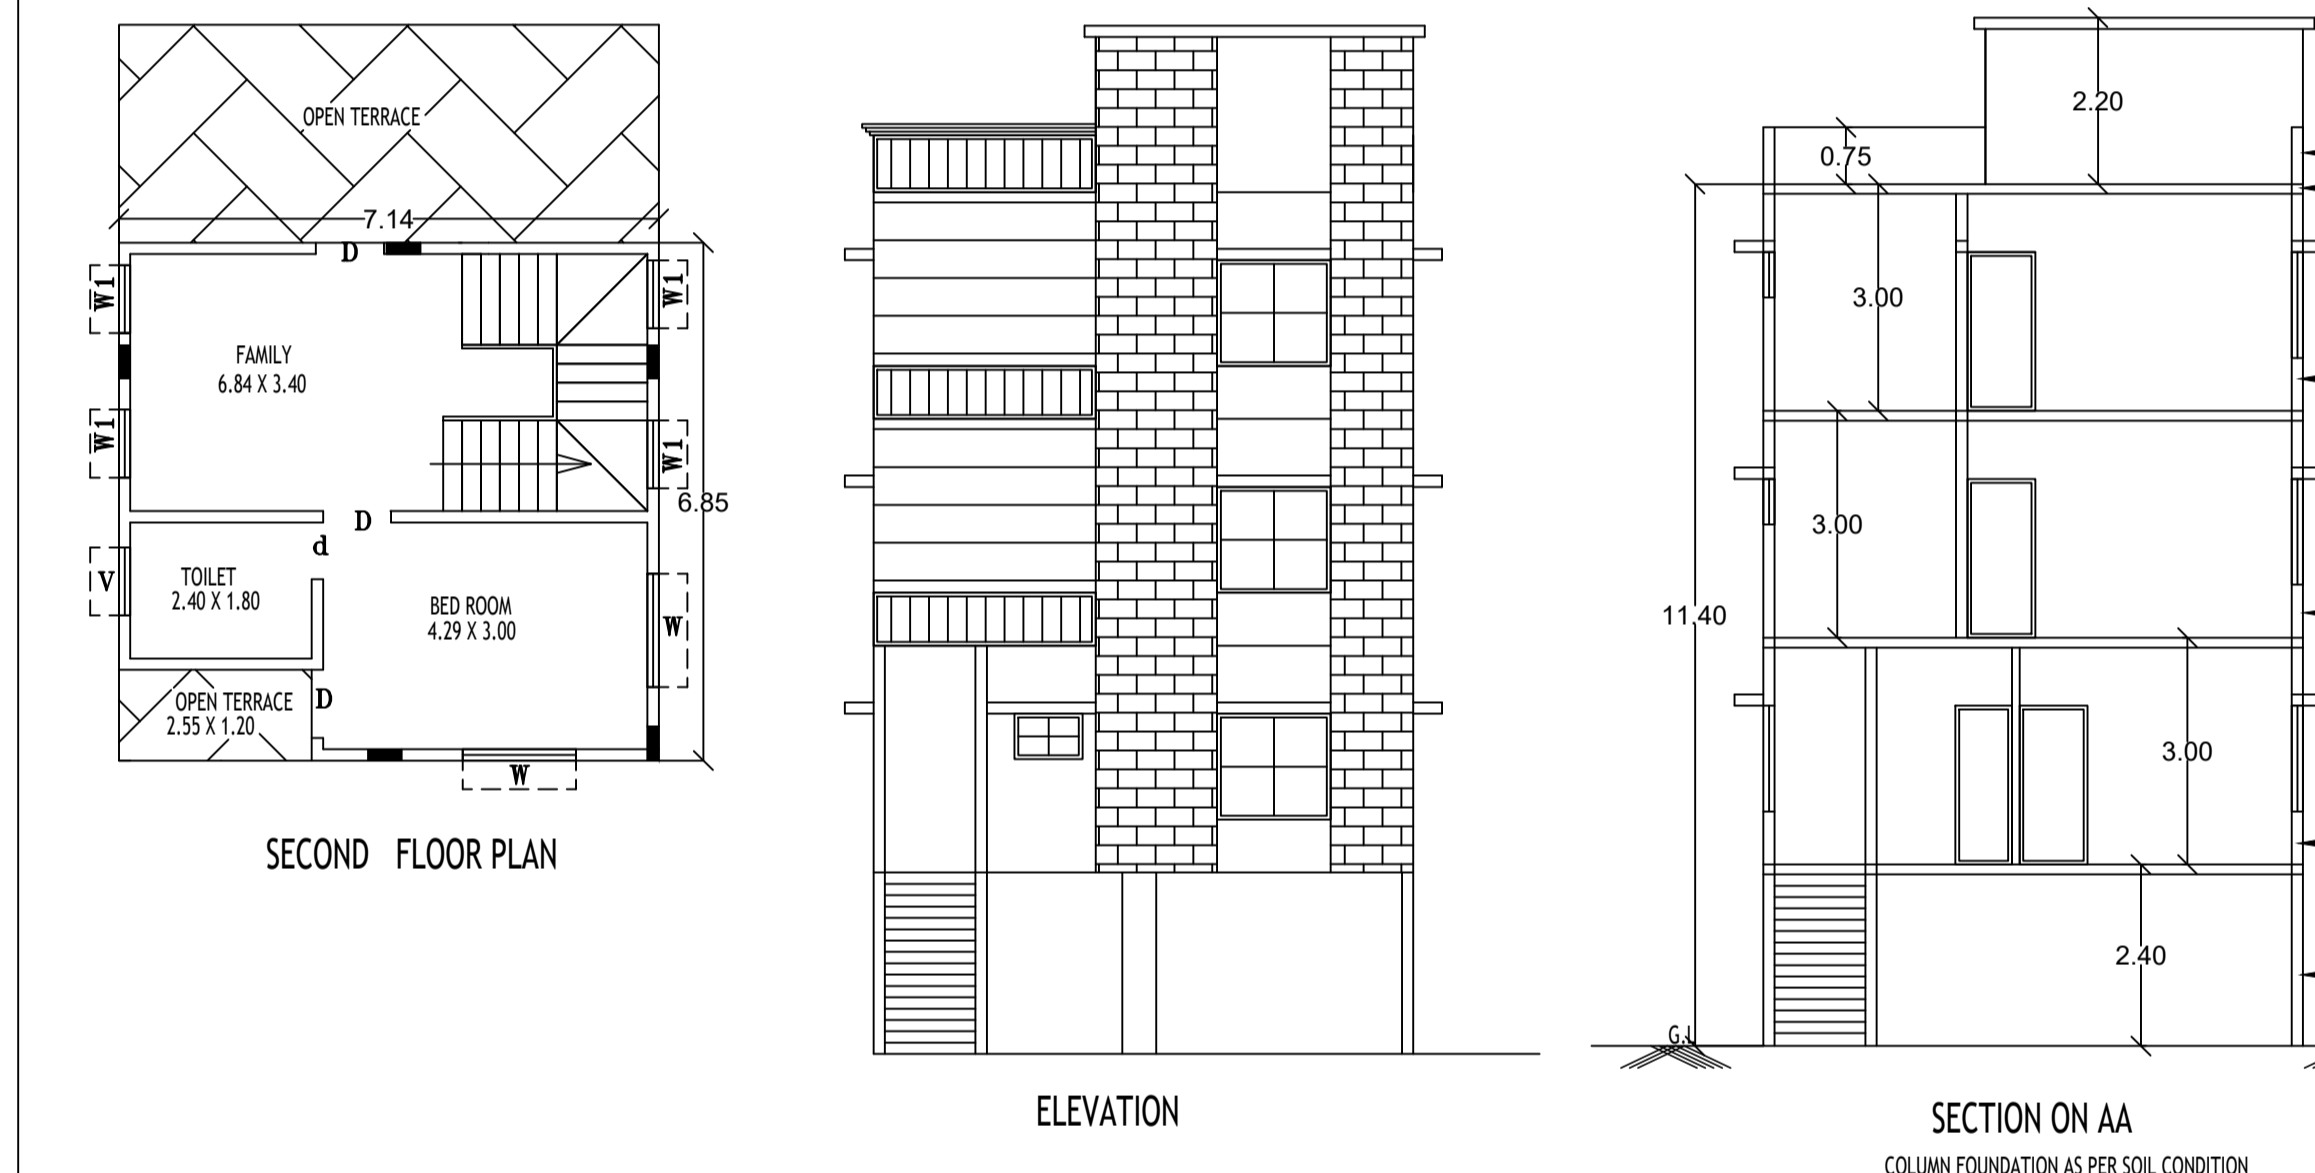 OPEN TERRACE
7.14
D
W1
W1
FAMILY
6.84 X 3.40
W1
W1
6.85
D
d
V
TOILET
2.40 X 1.80
BED ROOM
4.29 X 3.00
W
OPEN TERRACE
2.55 X 1.20
D
W
SECOND FLOOR PLAN
ELEVATION
2.20
0.75
3.00
3.00
11.40
3.00
2.40
G.L
SECTION ON AA
COLUMN FOUNDATION AS PER SOIL CONDITION